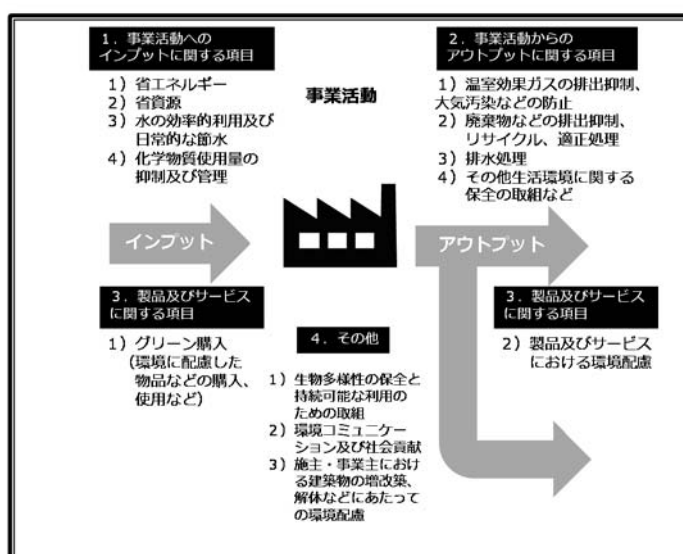 1．事業活動への
インプットに関する項目
1）省エネルギー
2）省資源
3）水の効率的利用及び
日常的な節水
4）化学物質使用量の
抑制及び管理
事業活動
2．事業活動からの
アウトプットに関する項目
1）温室効果ガスの排出抑制、
大気汚染などの防止
2）廃棄物などの排出抑制、
リサイクル、適正処理
3）排水処理
4）その他生活環境に関する
保全の取組など
インプット
アウトプット
3．製品及びサービス
に関する項目
1）グリーン購入
（環境に配慮した
物品などの購入、
使用など）
4．その他
1）生物多様性の保全と
持続可能な利用の
ための取組
2）環境コミュニケー
ション及び社会貢献
3）施主・事業主におけ
る建築物の増改築、
解体などにあたって
の環境配慮
3．製品及びサービス
に関する項目
2）製品及びサービス
における環境配慮